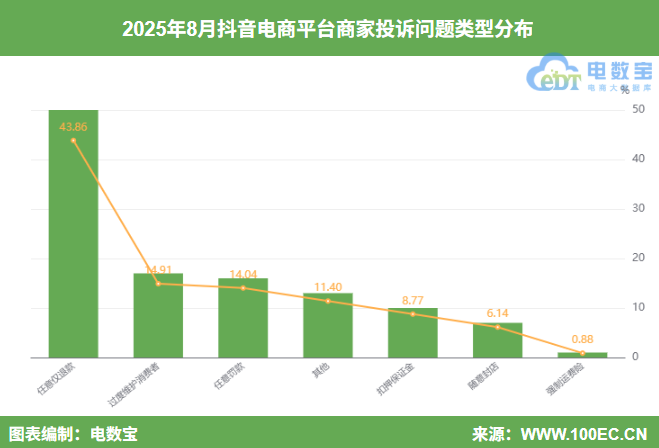 2025年8月抖音电商平台商家投诉问题类型分布
电数宝
eDT
电商大数据库
%
50
40
30
20
10
0
43.86
14.91
14.04
11.40
8.77
6.14
0.88
任意仅退款
过度维护消费者
任意罚款
其他
扣押保证金
随意封店
强制运费险
图表编制：电数宝
来源：WWW.100EC.CN